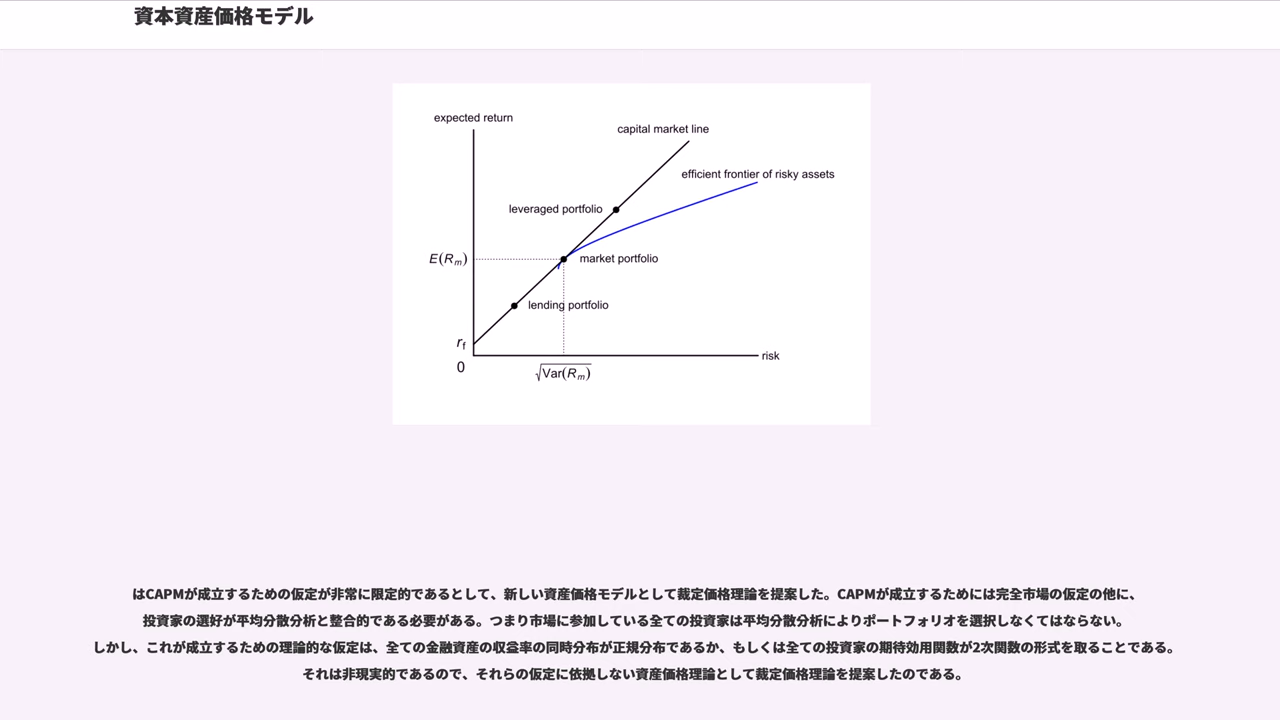 資本資産価格モデル
expected return
capital market line
efficient frontier of risky assets
leveraged portfolio
E(Rm)
market portfolio
lending portfolio
rf
risk
0
√Var(Rm)
はCAPMが成立するための仮定が非常に限定的であるとして、新しい資産価格モデルとして裁定価格理論を提案した。CAPMが成立するためには完全市場の仮定の他に、
投資家の選好が平均分散分析と整合的である必要がある。つまり市場に参加している全ての投資家は平均分散分析によりポートフォリオを選択しなくてはならない。
しかし、これが成立するための理論的な仮定は、全ての金融資産の収益率の同時分布が正規分布であるか、もしくは全ての投資家の期待効用関数が2次関数の形式を取ることである。
それは非現実的であるので、それらの仮定に依拠しない資産価格理論として裁定価格理論を提案したのである。